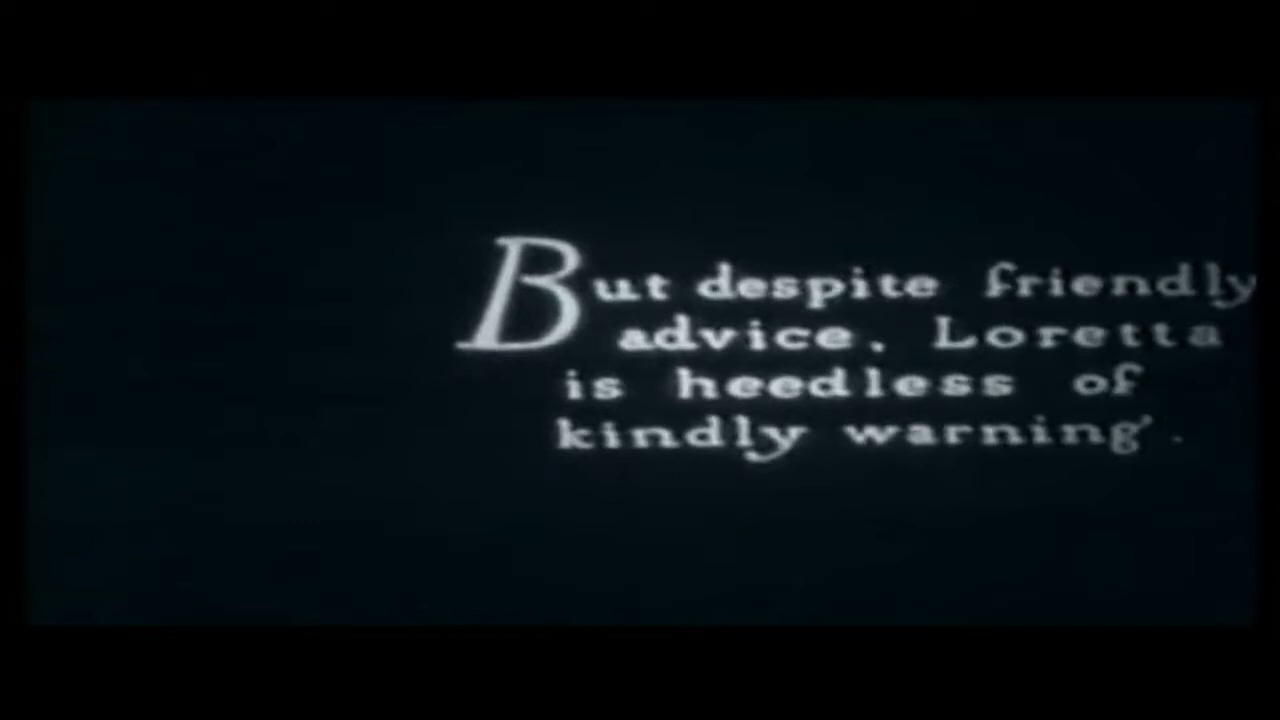 But despite friendly
advice, Loretta
is heedless of
kindly warning.